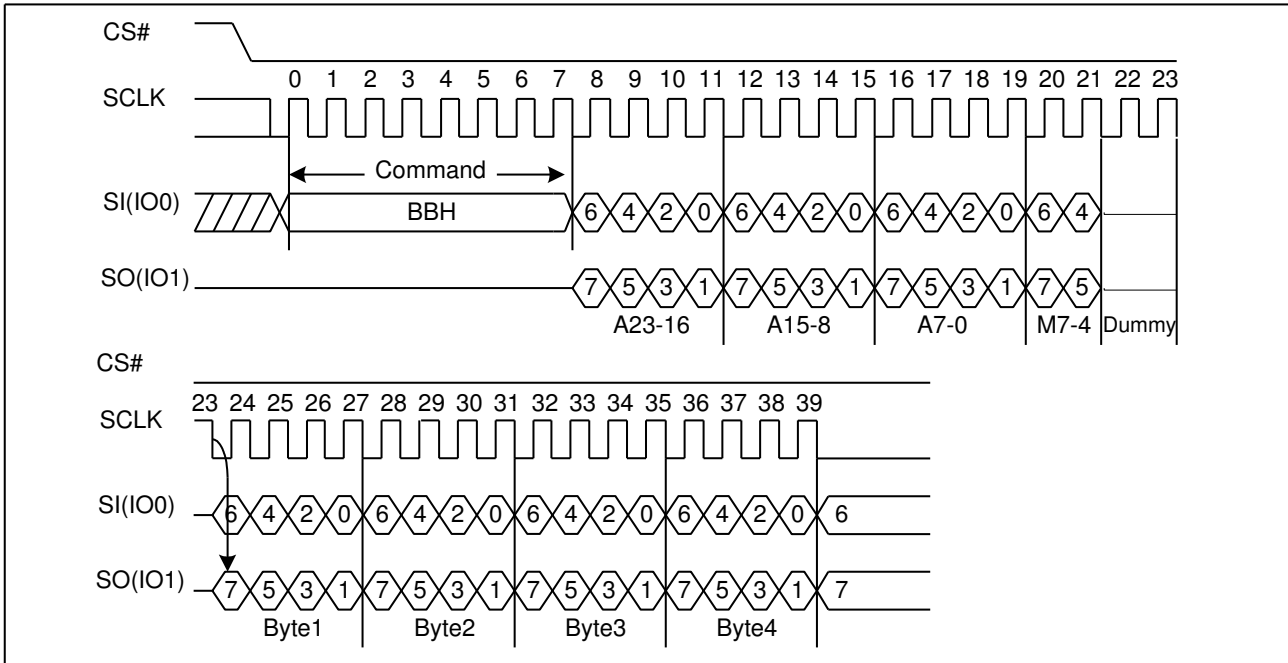 CS#
0 1 2 3 4 5 6 7 8 9 10 11 12 13 14 15 16 17 18 19 20 21 22 23
SCLK
Command
SI(IO0)
BBH
6 4 2 0 6 4 2 0 6 4 2 0 6 4
SO(IO1)
7 5 3 1 7 5 3 1 7 5 3 1 7 5
A23-16 A15-8 A7-0 M7-4 Dummy
CS#
23 24 25 26 27 28 29 30 31 32 33 34 35 36 37 38 39
SCLK
SI(IO0)
6 4 2 0 6 4 2 0 6 4 2 0 6 4 2 0 6
SO(IO1)
7 5 3 1 7 5 3 1 7 5 3 1 7 5 3 1 7
Byte1 Byte2 Byte3 Byte4